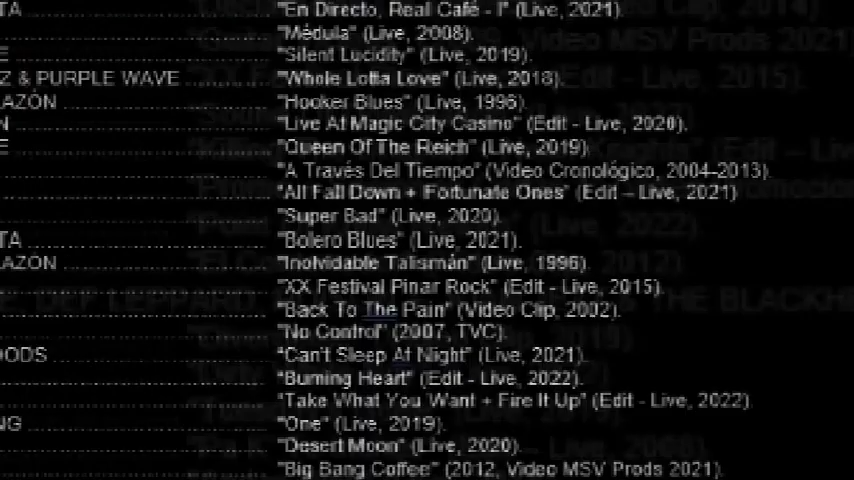 TA ........ "En Directo, Real Café - I" (Live, 2021).
"Médula" (Live, 2008).
E ........ "Silent Lucidity" (Live, 2019).
Z & PURPLE WAVE ........ "Whole Lotta Love" (Live, 2018).
AZÓN ........ "Hooker Blues" (Live, 1996).
N ........ "Live At Magic City Casino" (Edit - Live, 2020).
E ........ "Queen Of The Reich" (Live, 2019).
"A Través Del Tiempo" (Video Cronológico, 2004-2013).
"All Fall Down + Fortunate Ones" (Edit – Live, 2021)
"Super Bad" (Live, 2020).
TA ........ "Bolero Blues" (Live, 2021).
AZÓN ........ "Inolvidable Talismán" (Live, 1996).
"XX Festival Pinar Rock" (Edit - Live, 2015).
"Back To The Pain" (Video Clip, 2002).
"No Control" (2007, TVC).
OODS ........ "Can't Sleep At Night" (Live, 2021).
"Burning Heart" (Edit - Live, 2022).
"Take What You Want + Fire It Up" (Edit - Live, 2022).
NG ........ "One" (Live, 2019).
"Desert Moon" (Live, 2020).
"Big Bang Coffee" (2012, Video MSV Prods 2021).